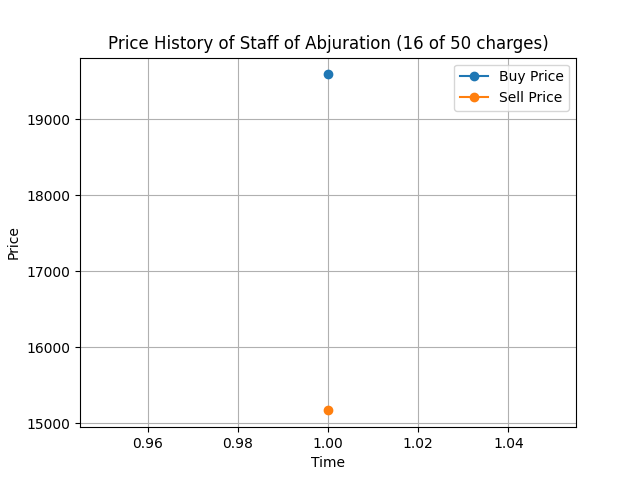 Price History of Staff of Abjuration (16 of 50 charges)
Buy Price
Sell Price
Price
19000
18000
17000
16000
15000
0.96 0.98 1.00 1.02 1.04
Time